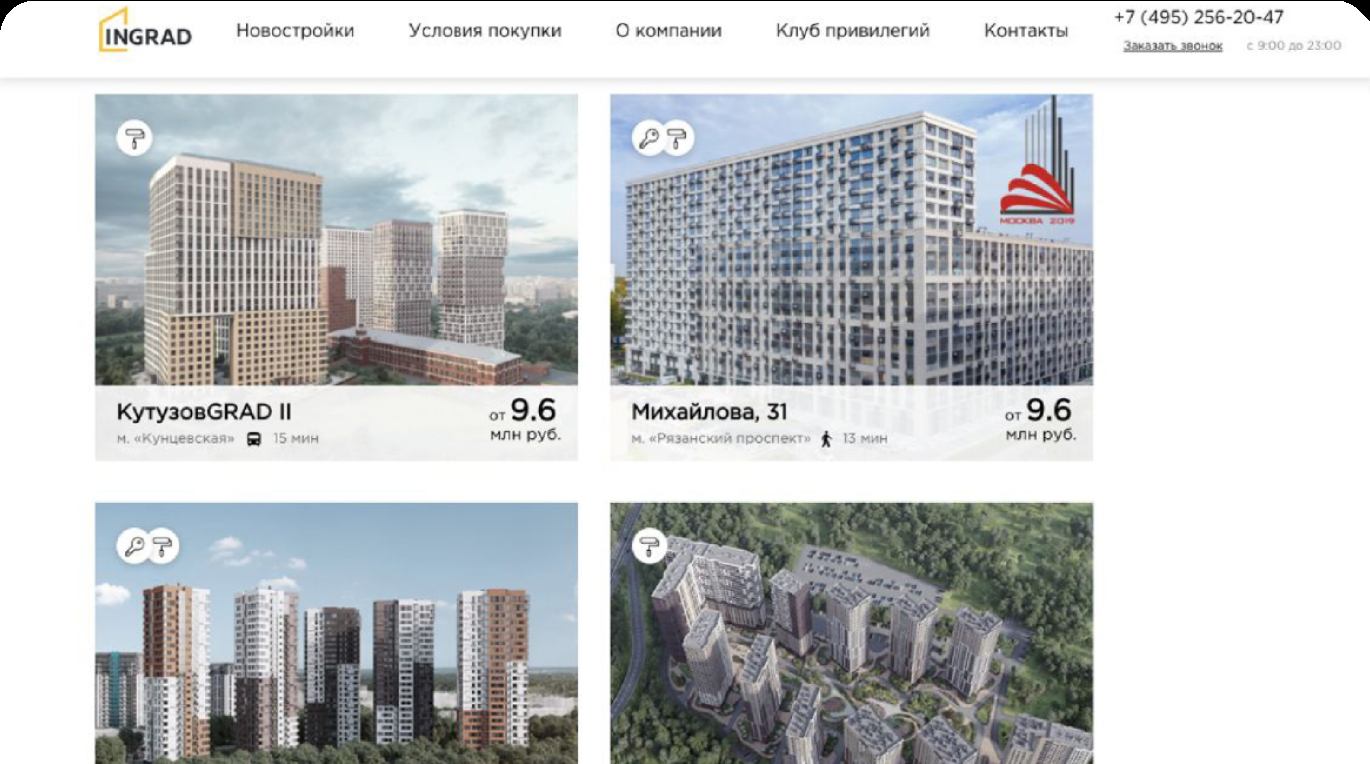 INGRAD
Новостройки
Условия покупки
О компании
Клуб привилегий
Контакты
+7 (495) 256-20-47
Заказать звонок
с 9:00 до 23:00
МОСКВА 2019
КутузовGRAD II
м. «Кунцевская» 15 мин
от 9.6
млн руб.
Михайлова, 31
м. «Рязанский проспект» 13 мин
от 9.6
млн руб.